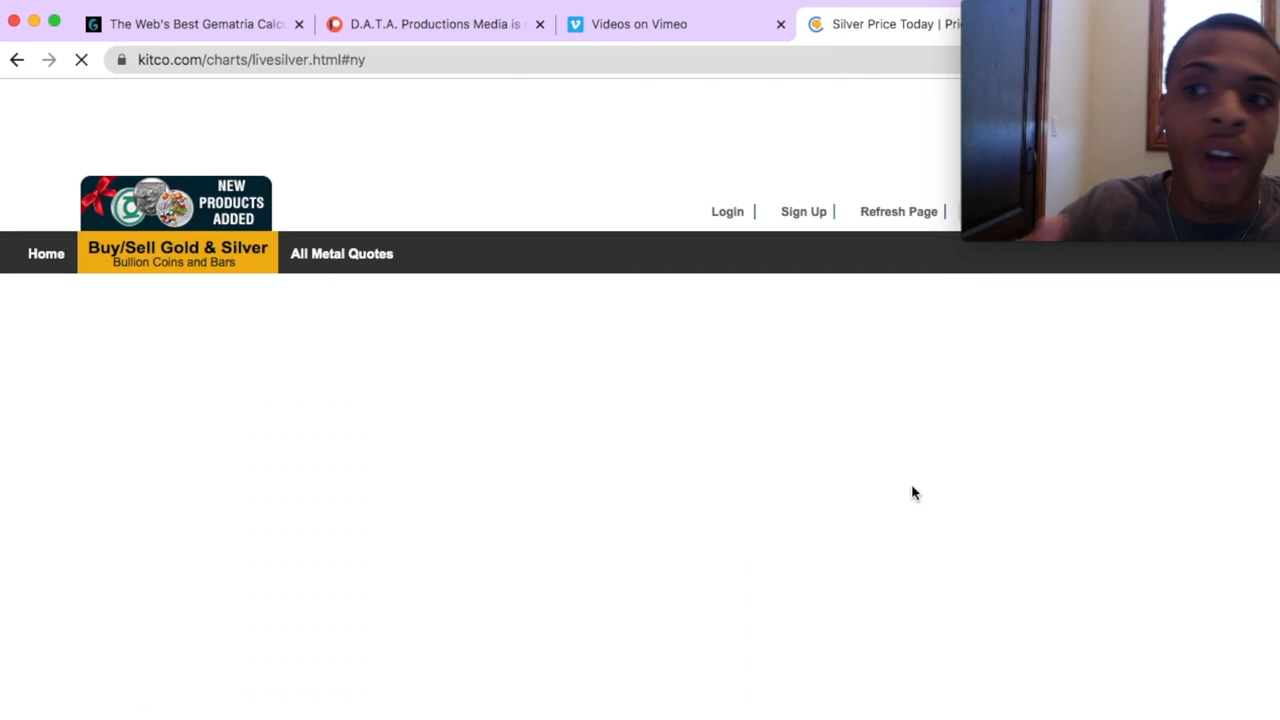 The Web's Best Gematria Calc
D.A.T.A. Productions Media is
Videos on Vimeo
Silver Price Today | Pri
kitco.com/charts/livesilver.html#ny
NEW
PRODUCTS
ADDED
Login
Sign Up
Refresh Page
Home
Buy/Sell Gold & Silver
Bullion Coins and Bars
All Metal Quotes